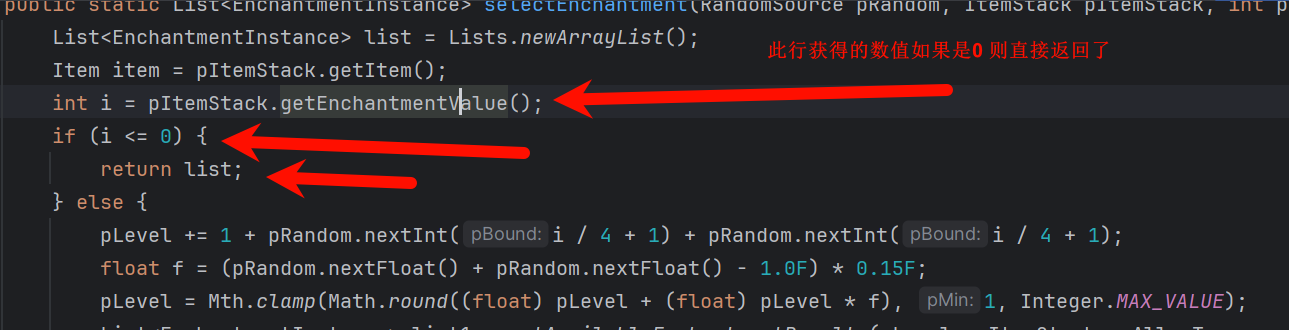 public static List<EnchantmentInstance> selectEnchantment(RandomSource pRandom, ItemStack pItemStack, int p
List<EnchantmentInstance> list = Lists.newArrayList();
此行获得的数值如果是0 则直接返回了
Item item = pItemStack.getItem();
int i = pItemStack.getEnchantmentValue();
if (i <= 0) {
return list;
} else {
pLevel += 1 + pRandom.nextInt( pBound: i / 4 + 1) + pRandom.nextInt( pBound: i / 4 + 1);
float f = (pRandom.nextFloat() + pRandom.nextFloat() - 1.0F) * 0.15F;
pLevel = Mth.clamp(Math.round((float) pLevel + (float) pLevel * f), pMin: 1, Integer.MAX_VALUE);